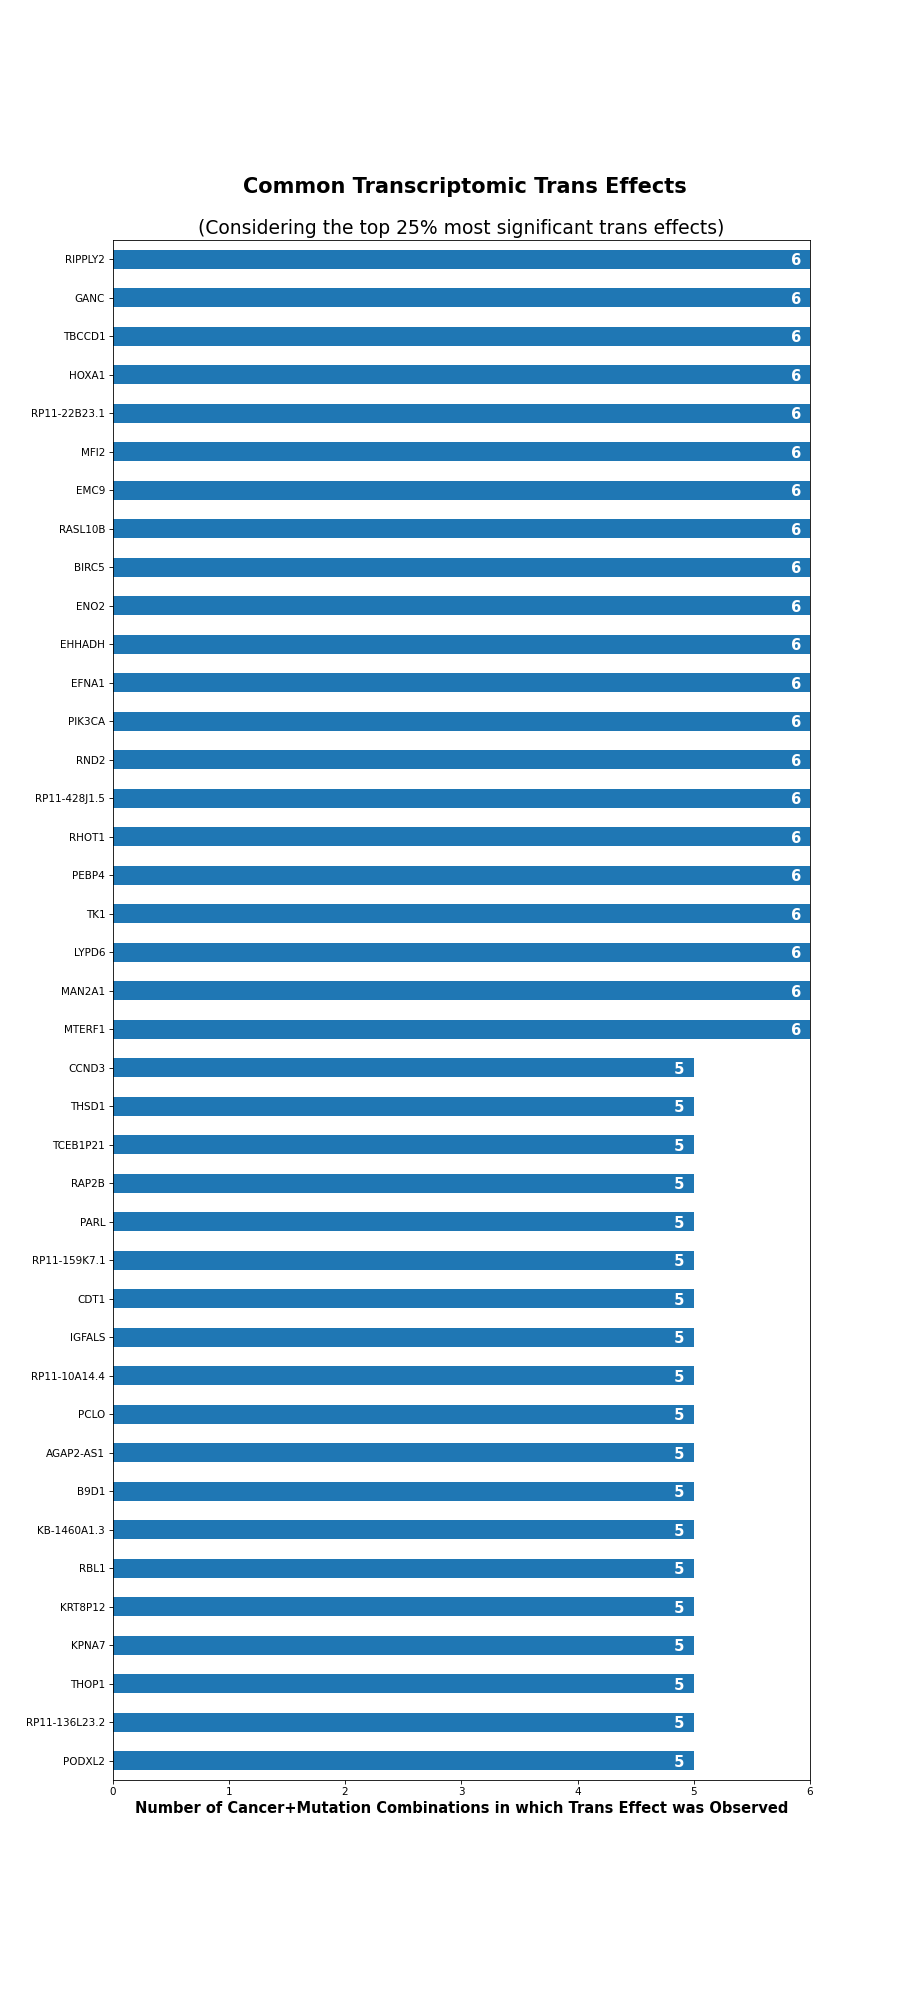 Common Transcriptomic Trans Effects
(Considering the top 25% most significant trans effects)
RIPPLY2 6
GANC 6
TBCCD1 6
HOXA1 6
RP11-22B23.1 6
MFI2 6
EMC9 6
RASL10B 6
BIRC5 6
ENO2 6
EHHADH 6
EFNA1 6
PIK3CA 6
RND2 6
RP11-428J1.5 6
RHOT1 6
PEBP4 6
TK1 6
LYPD6 6
MAN2A1 6
MTERF1 6
CCND3 5
THSD1 5
TCEB1P21 5
RAP2B 5
PARL 5
RP11-159K7.1 5
CDT1 5
IGFALS 5
RP11-10A14.4 5
PCLO 5
AGAP2-AS1 5
B9D1 5
KB-1460A1.3 5
RBL1 5
KRT8P12 5
KPNA7 5
THOP1 5
RP11-136L23.2 5
PODXL2 5
0 1 2 3 4 5 6
Number of Cancer+Mutation Combinations in which Trans Effect was Observed